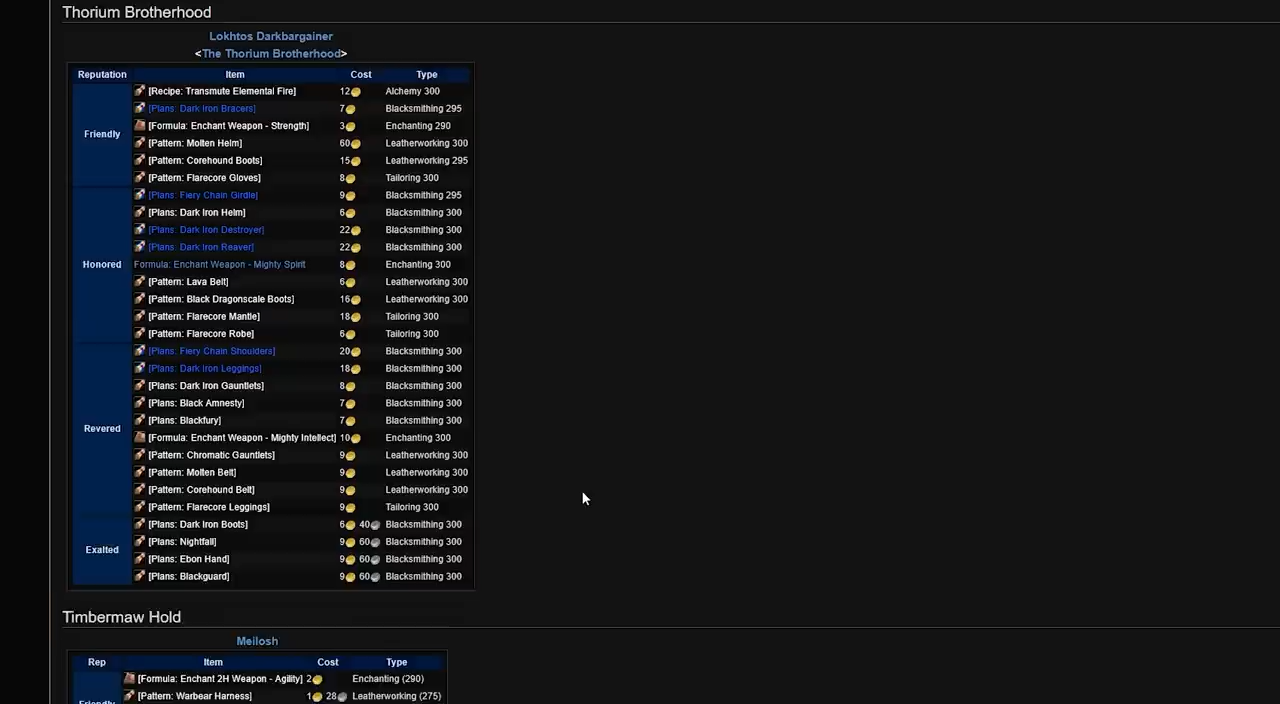 Thorium Brotherhood
Lokhtos Darkbargainer
<The Thorium Brotherhood>
Reputation Item Cost Type
[Recipe: Transmute Elemental Fire] 12 Alchemy 300
[Plans: Dark Iron Bracers] 7 Blacksmithing 295
[Formula: Enchant Weapon - Strength] 3 Enchanting 290
Friendly
[Pattern: Molten Helm] 60 Leatherworking 300
[Pattern: Corehound Boots] 15 Leatherworking 295
[Pattern: Flarecore Gloves] 8 Tailoring 300
[Plans: Fiery Chain Girdle] 9 Blacksmithing 295
[Plans: Dark Iron Helm] 6 Blacksmithing 300
[Plans: Dark Iron Destroyer] 22 Blacksmithing 300
[Plans: Dark Iron Reaver] 22 Blacksmithing 300
Honored Formula: Enchant Weapon - Mighty Spirit 8 Enchanting 300
[Pattern: Lava Belt] 6 Leatherworking 300
[Pattern: Black Dragonscale Boots] 16 Leatherworking 300
[Pattern: Flarecore Mantle] 18 Tailoring 300
[Pattern: Flarecore Robe] 6 Tailoring 300
[Plans: Fiery Chain Shoulders] 20 Blacksmithing 300
[Plans: Dark Iron Leggings] 18 Blacksmithing 300
[Plans: Dark Iron Gauntlets] 8 Blacksmithing 300
[Plans: Black Amnesty] 7 Blacksmithing 300
[Plans: Blackfury] 7 Blacksmithing 300
Revered
[Formula: Enchant Weapon - Mighty Intellect] 10 Enchanting 300
[Pattern: Chromatic Gauntlets] 9 Leatherworking 300
[Pattern: Molten Belt] 9 Leatherworking 300
[Pattern: Corehound Belt] 9 Leatherworking 300
[Pattern: Flarecore Leggings] 9 Tailoring 300
[Plans: Dark Iron Boots] 6 40 Blacksmithing 300
[Plans: Nightfall] 9 60 Blacksmithing 300
Exalted
[Plans: Ebon Hand] 9 60 Blacksmithing 300
[Plans: Blackguard] 9 60 Blacksmithing 300
Timbermaw Hold
Meilosh
Rep Item Cost Type
[Formula: Enchant 2H Weapon - Agility] 2 Enchanting (290)
[Pattern: Warbear Harness] 1 28 Leatherworking (275)
Friendly